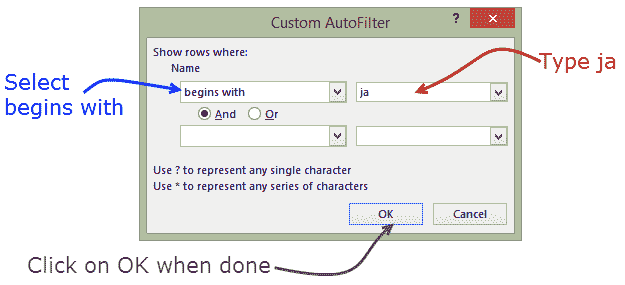 Custom AutoFilter
?
Show rows where:
Name
Type ja
Select
begins with
begins with
ja
And Or
Use ? to represent any single character
Use * to represent any series of characters
OK Cancel
Click on OK when done